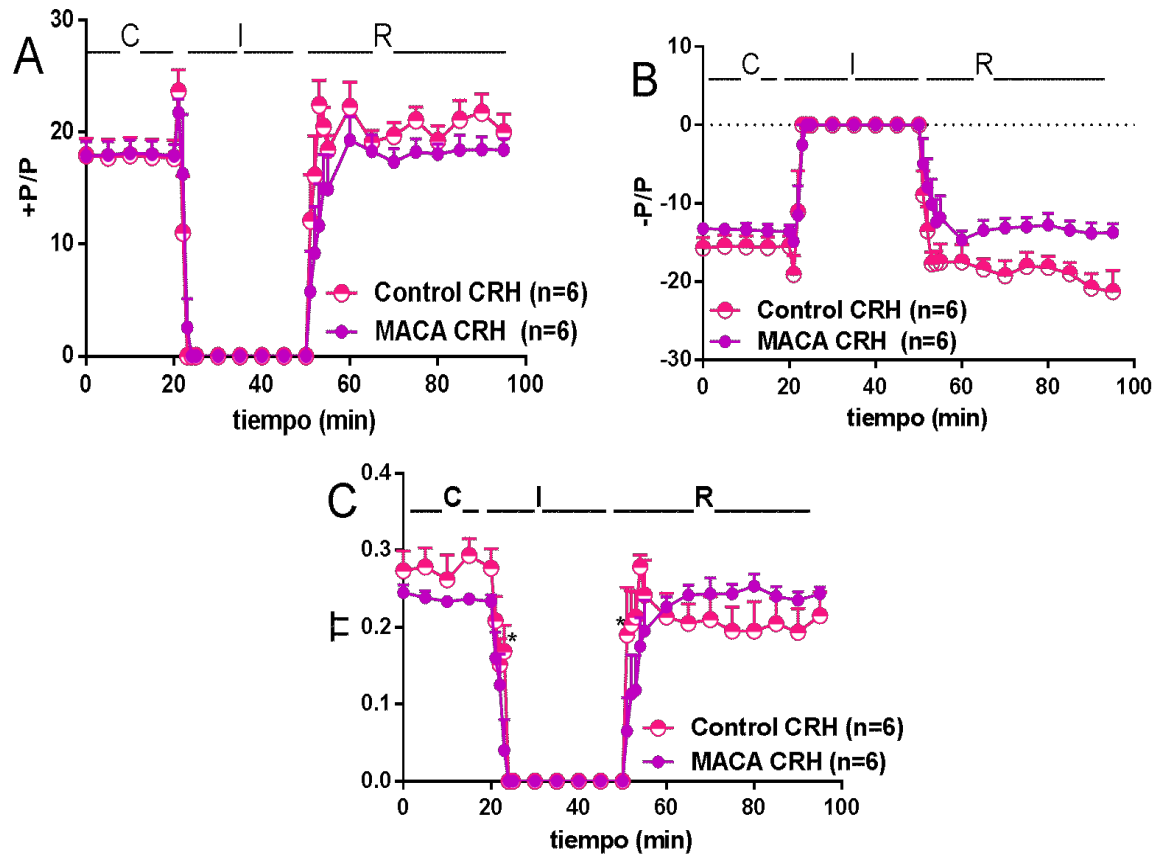 A
C I R
30
20
10
0
+P/P
Control CRH (n=6)
MACA CRH (n=6)
0 20 40 60 80 100
tiempo (min)
B
C I R
10
0
-10
-20
-30
-P/P
Control CRH (n=6)
MACA CRH (n=6)
0 20 40 60 80 100
tiempo (min)
C
C I R
0.4
0.3
0.2
0.1
0.0
TT
* *
Control CRH (n=6)
MACA CRH (n=6)
0 20 40 60 80 100
tiempo (min)